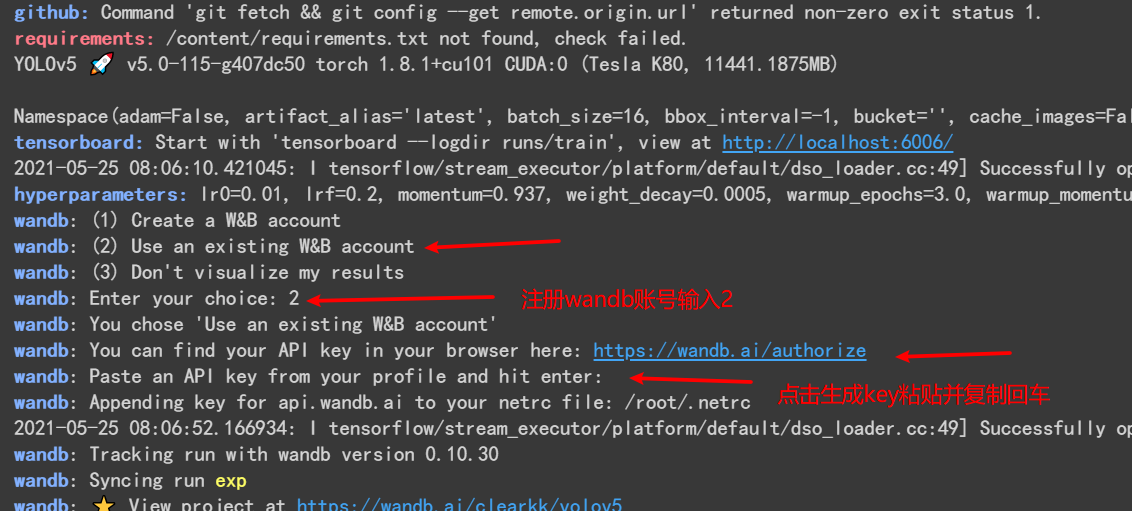 github: Command 'git fetch && git config --get remote.origin.url' returned non-zero exit status 1.
requirements: /content/requirements.txt not found, check failed.
YOLOv5 🚀 v5.0-115-g407dc50 torch 1.8.1+cu101 CUDA:0 (Tesla K80, 11441.1875MB)
Namespace(adam=False, artifact_alias='latest', batch_size=16, bbox_interval=-1, bucket='', cache_images=Fal
tensorboard: Start with 'tensorboard --logdir runs/train', view at http://localhost:6006/
2021-05-25 08:06:10.421045: I tensorflow/stream_executor/platform/default/dso_loader.cc:49] Successfully op
hyperparameters: lr0=0.01, lrf=0.2, momentum=0.937, weight_decay=0.0005, warmup_epochs=3.0, warmup_momentu
wandb: (1) Create a W&B account
wandb: (2) Use an existing W&B account
wandb: (3) Don't visualize my results
wandb: Enter your choice: 2 注册wandb账号输入2
wandb: You chose 'Use an existing W&B account'
wandb: You can find your API key in your browser here: https://wandb.ai/authorize
wandb: Paste an API key from your profile and hit enter:
点击生成key粘贴并复制回车
wandb: Appending key for api.wandb.ai to your netrc file: /root/.netrc
2021-05-25 08:06:52.166934: I tensorflow/stream_executor/platform/default/dso_loader.cc:49] Successfully op
wandb: Tracking run with wandb version 0.10.30
wandb: Syncing run exp
wandb: ⭐ View project at https://wandb.ai/clearkk/yolov5